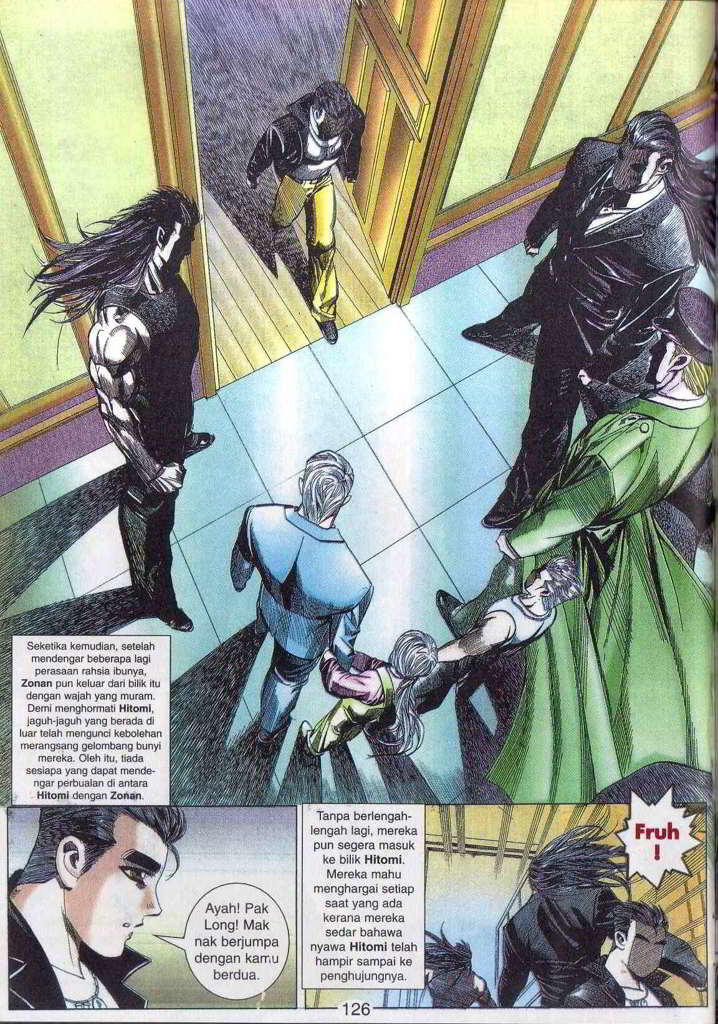 Seketika kemudian, setelah
mendengar beberapa lagi
perasaan rahsia ibunya,
Zonan pun keluar dari bilik itu
dengan wajah yang muram.
Demi menghormati Hitomi,
jaguh-jaguh yang berada di
luar telah mengunci kebolehan
merangsang gelombang bunyi
mereka. Oleh itu, tiada
sesiapa yang dapat mende-
ngar perbualan di antara
Hitomi dengan Zonan.
Ayah! Pak
Long! Mak
nak berjumpa
dengan kamu
berdua.
Tanpa berlengah-
lengah lagi, mereka
pun segera masuk
ke bilik Hitomi.
Mereka mahu
menghargai setiap
saat yang ada
kerana mereka
sedar bahawa
nyawa Hitomi telah
hampir sampai ke
penghujungnya.
Fruh
!
126